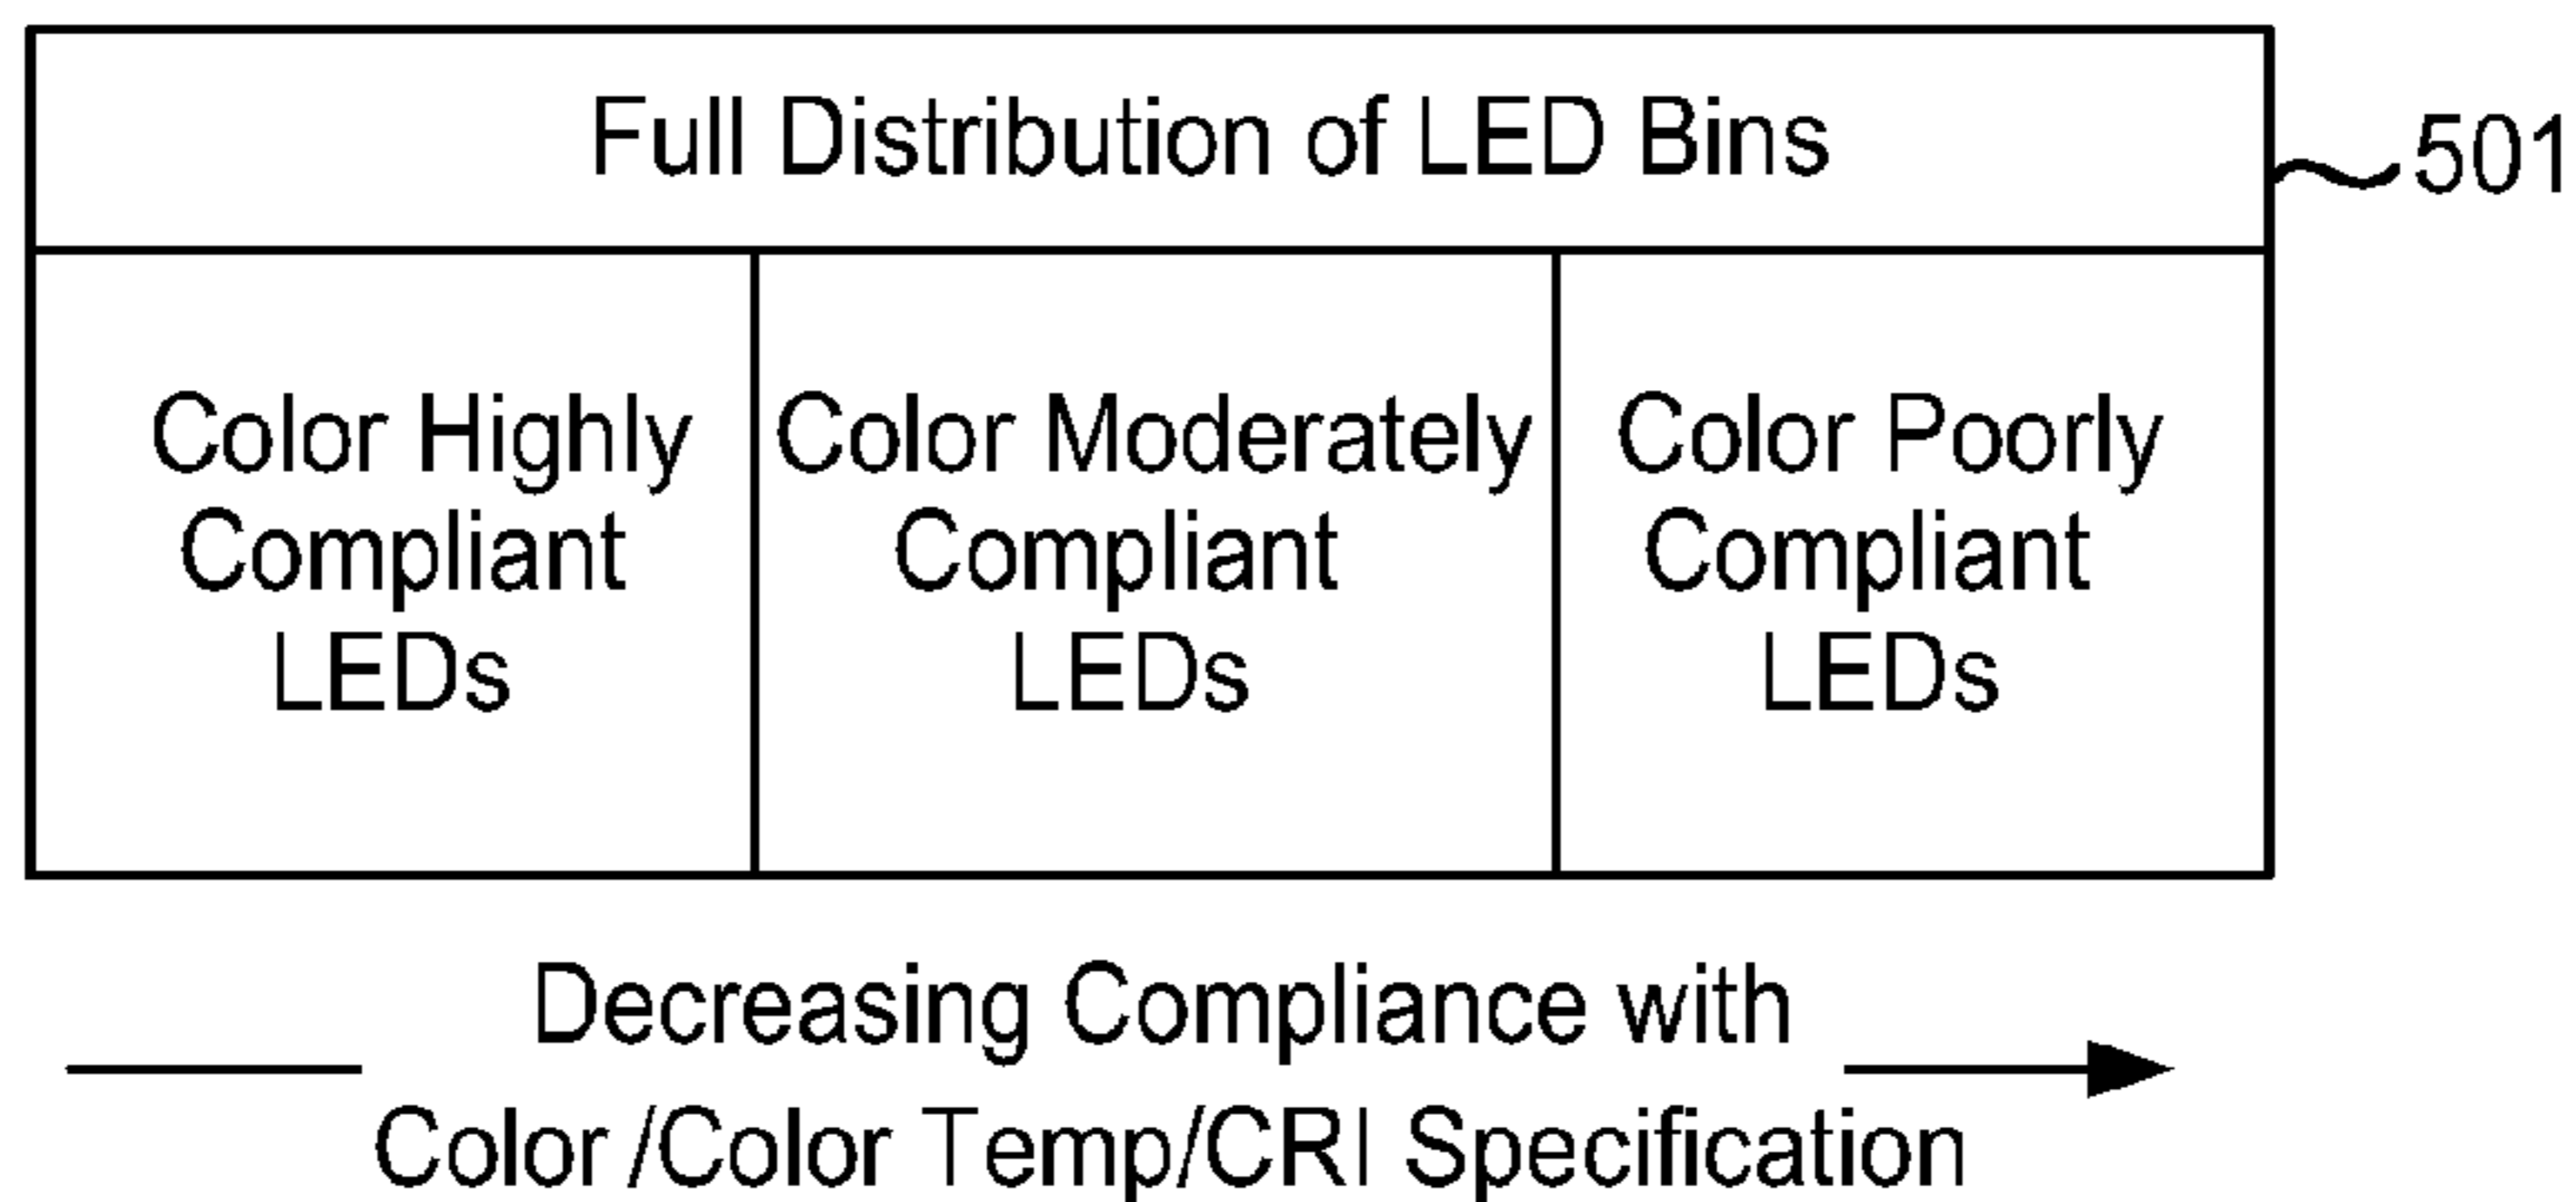 Full Distribution of LED Bins
501
Color Highly
Compliant
LEDs
Color Moderately
Compliant
LEDs
Color Poorly
Compliant
LEDs
Decreasing Compliance with
Color /Color Temp/CRI Specification